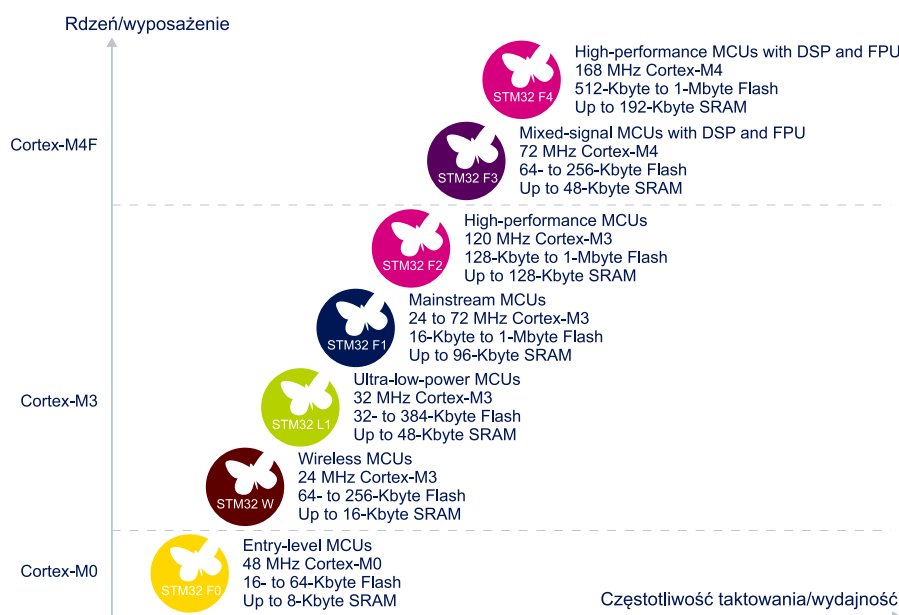 Rdzeń/wyposażenie
High-performance MCUs with DSP and FPU
168 MHz Cortex-M4
512-Kbyte to 1-Mbyte Flash
Up to 192-Kbyte SRAM
STM32 F4
Cortex-M4F
Mixed-signal MCUs with DSP and FPU
72 MHz Cortex-M4
64- to 256-Kbyte Flash
Up to 48-Kbyte SRAM
STM32 F3
High-performance MCUs
120 MHz Cortex-M3
128-Kbyte to 1-Mbyte Flash
Up to 128-Kbyte SRAM
STM32 F2
Mainstream MCUs
24 to 72 MHz Cortex-M3
16-Kbyte to 1-Mbyte Flash
Up to 96-Kbyte SRAM
STM32 F1
Cortex-M3
Ultra-low-power MCUs
32 MHz Cortex-M3
32- to 384-Kbyte Flash
Up to 48-Kbyte SRAM
STM32 L1
Wireless MCUs
24 MHz Cortex-M3
64- to 256-Kbyte Flash
Up to 16-Kbyte SRAM
STM32 W
Cortex-M0
Entry-level MCUs
48 MHz Cortex-M0
16- to 64-Kbyte Flash
Up to 8-Kbyte SRAM
STM32 F0
Częstotliwość taktowania/wydajność